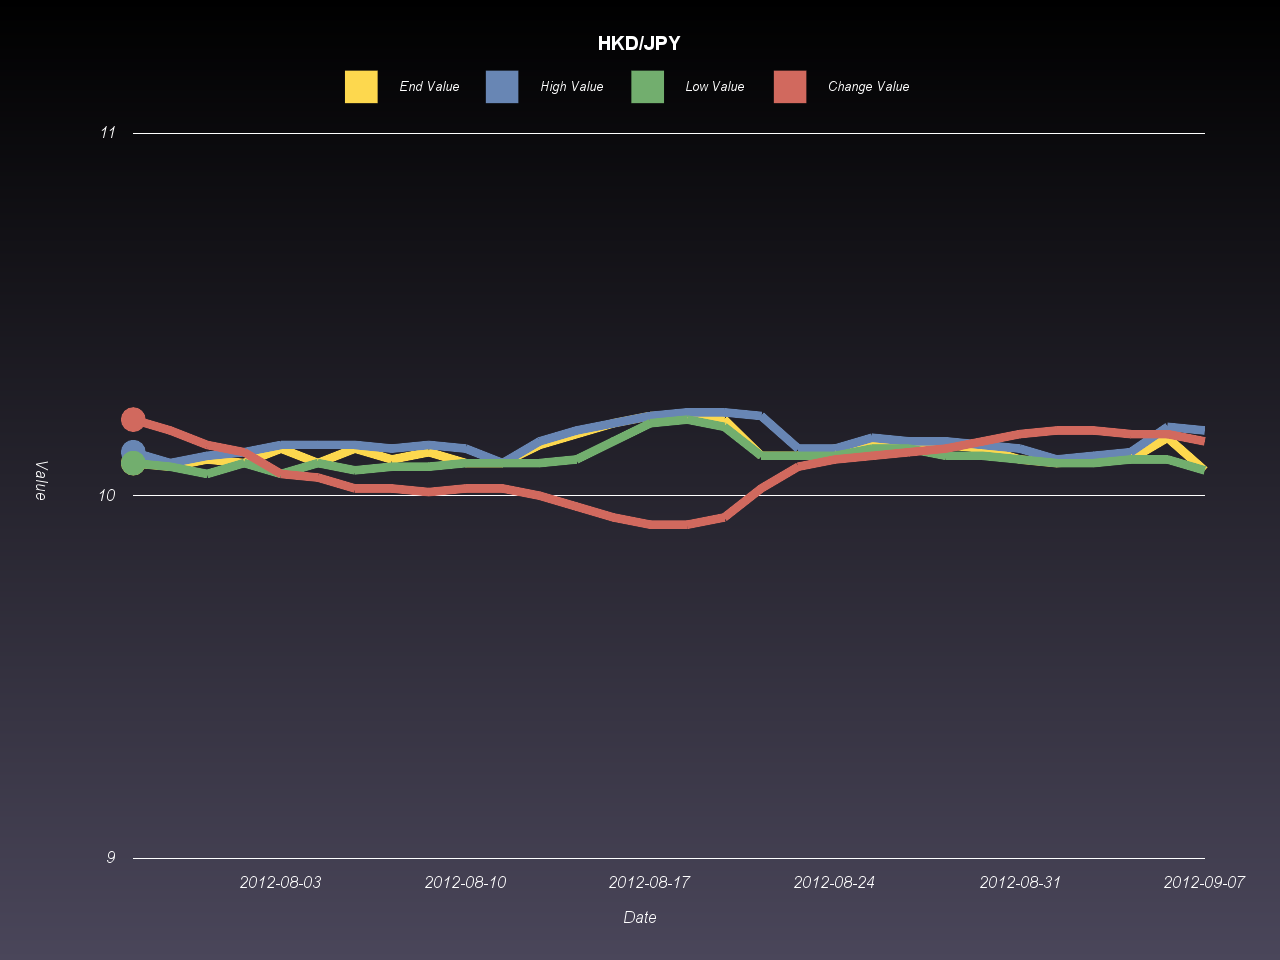 HKD/JPY
End Value High Value Low Value Change Value
11
10
9
Value
2012-08-03 2012-08-10 2012-08-17 2012-08-24 2012-08-31 2012-09-07
Date